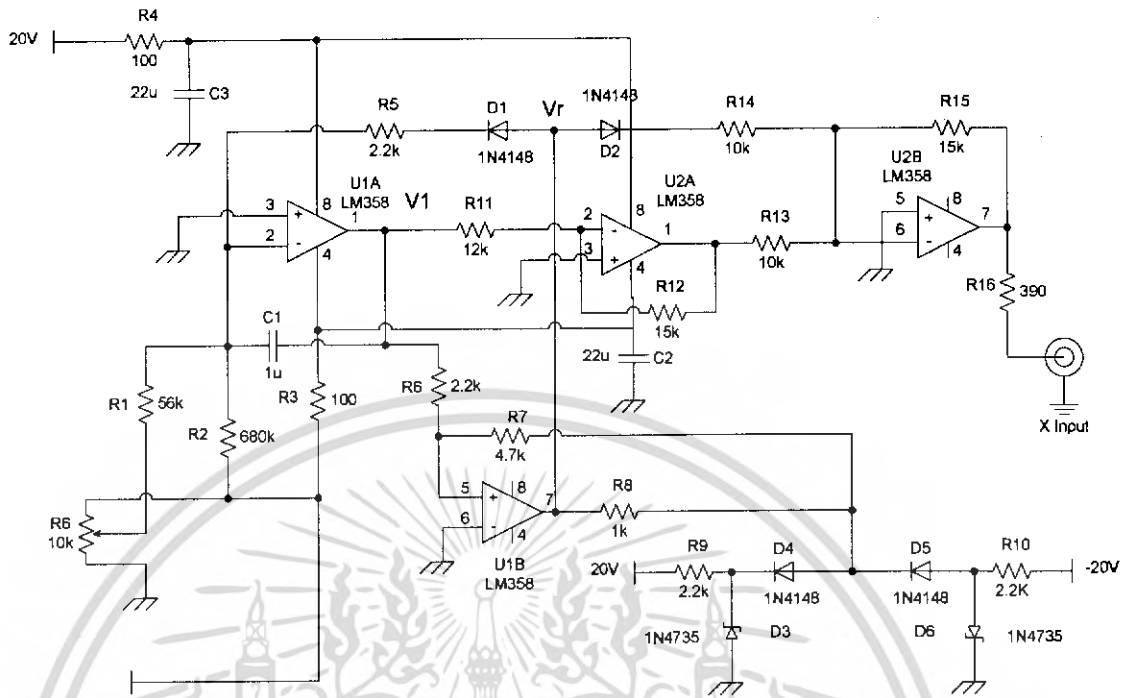 R4
20V
100
22u
C3
R5
2.2k
D1
1N4148
Vr
1N4148
D2
R14
10k
R15
15k
U2B
LM358
U1A
LM358
V1
R11
12k
U2A
LM358
R13
10k
3
2
+
-
8
1
4
2
3
-
+
8
1
4
5
6
+
-
8
7
4
R12
15k
R16
390
C1
1u
22u
C2
R1
56k
R3
100
R6
2.2k
R2
680k
R7
4.7k
X Input
R6
10k
5
6
+
-
8
7
4
U1B
LM358
R8
1k
20V
R9
2.2k
D4
1N4148
D5
1N4148
R10
2.2K
-20V
1N4735
D3
D6
1N4735